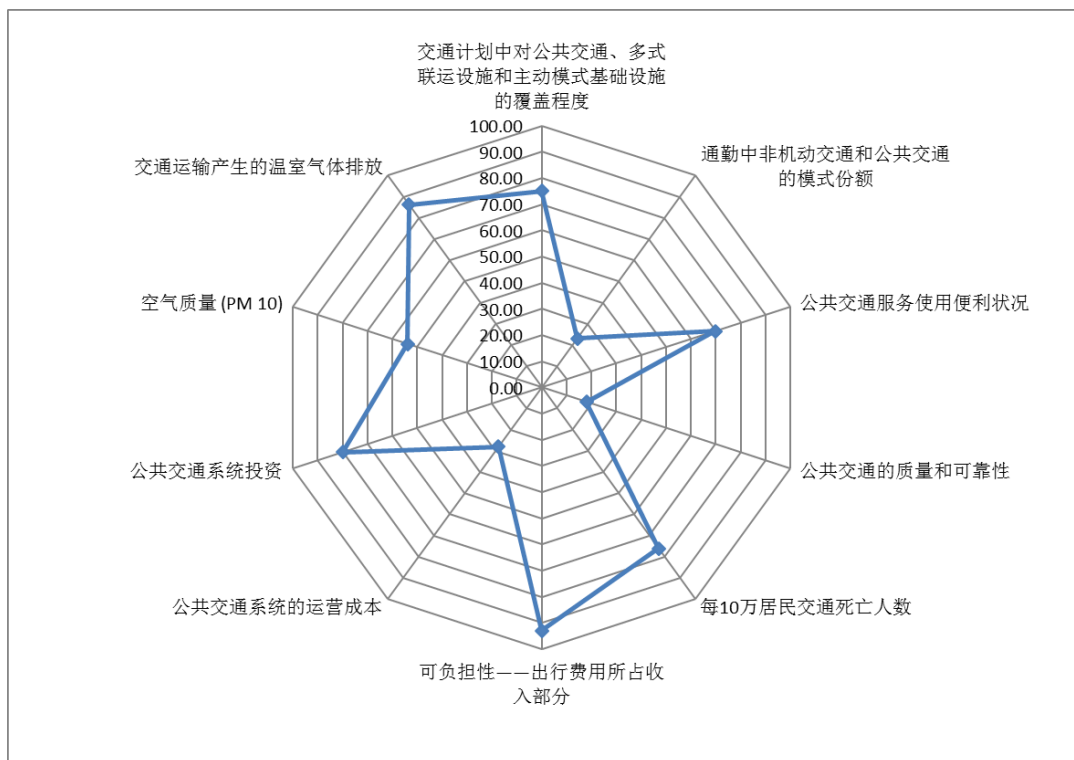 交通计划中对公共交通、多式
联运设施和主动模式基础设施
的覆盖程度
100.00
90.00
80.00
70.00
60.00
50.00
40.00
30.00
20.00
10.00
0.00
通勤中非机动交通和公共交通
的模式份额
公共交通服务使用便利状况
公共交通的质量和可靠性
每10万居民交通死亡人数
可负担性——出行费用所占收
入部分
公共交通系统的运营成本
公共交通系统投资
空气质量 (PM 10)
交通运输产生的温室气体排放